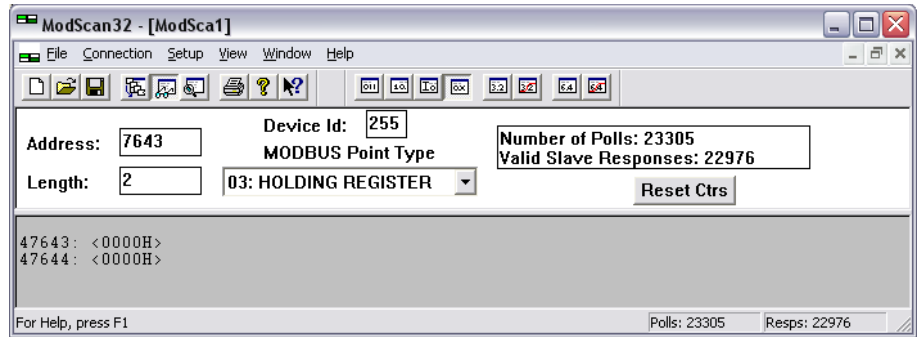 ModScan32 - [ModSca1]
File Connection Setup View Window Help
Address: 7643
Device Id: 255
MODBUS Point Type
Length: 2
03: HOLDING REGISTER
Number of Polls: 23305
Valid Slave Responses: 22976
Reset Ctrs
47643: <0000H>
47644: <0000H>
For Help, press F1
Polls: 23305
Resps: 22976